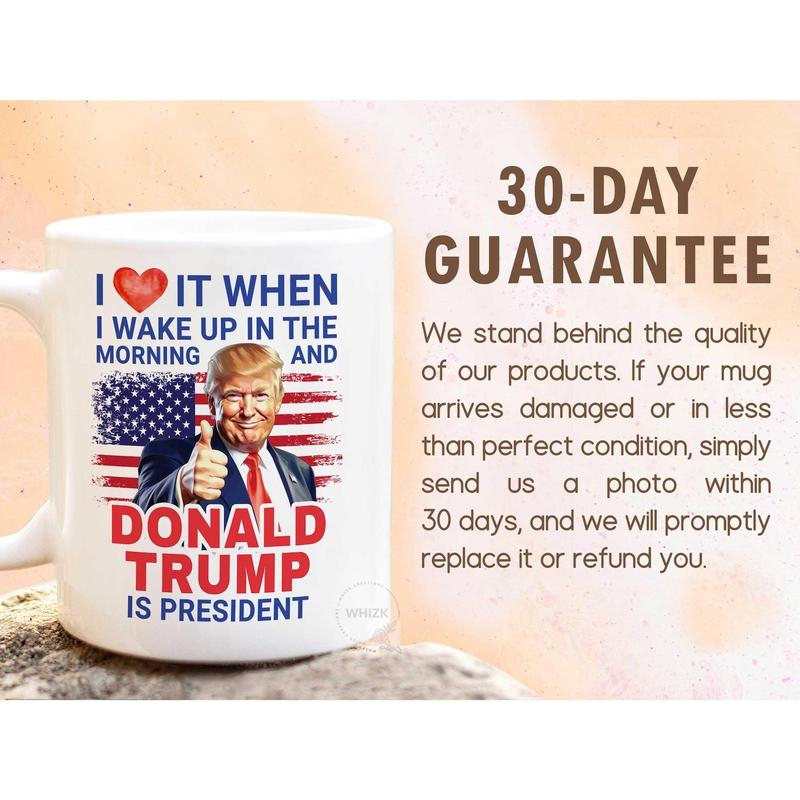 I ❤️ IT WHEN
I WAKE UP IN THE
MORNING AND
DONALD
TRUMP
IS PRESIDENT
WHIZK
30-DAY
GUARANTEE
We stand behind the quality
of our products. If your mug
arrives damaged or in less
than perfect condition, simply
send us a photo within
30 days, and we will promptly
replace it or refund you.